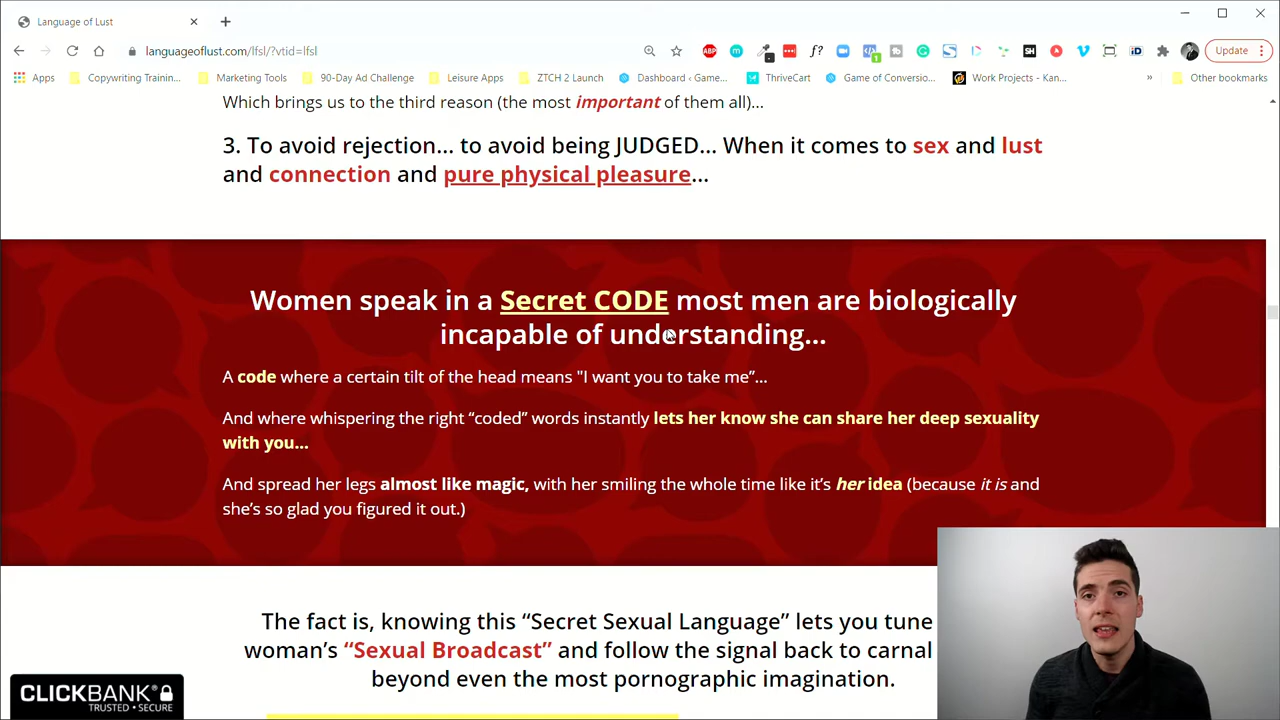 Language of Lust
languageoflust.com/lfsl/?vtid=lfsl
ABP
f?
1
SH
iD
Update
Apps
Copywriting Trainin...
Marketing Tools
90-Day Ad Challenge
Leisure Apps
ZTCH 2 Launch
Dashboard ‹ Game...
ThriveCart
Game of Conversio...
Work Projects - Kan...
»
Other bookmarks
Which brings us to the third reason (the most important of them all)...
3. To avoid rejection... to avoid being JUDGED... When it comes to sex and lust
and connection and pure physical pleasure...
Women speak in a Secret CODE most men are biologically
incapable of understanding...
A code where a certain tilt of the head means "I want you to take me”...
And where whispering the right “coded” words instantly lets her know she can share her deep sexuality
with you...
And spread her legs almost like magic, with her smiling the whole time like it’s her idea (because it is and
she’s so glad you figured it out.)
The fact is, knowing this “Secret Sexual Language” lets you tune
woman’s “Sexual Broadcast” and follow the signal back to carnal
beyond even the most pornographic imagination.
CLICKBANK®
TRUSTED • SECURE